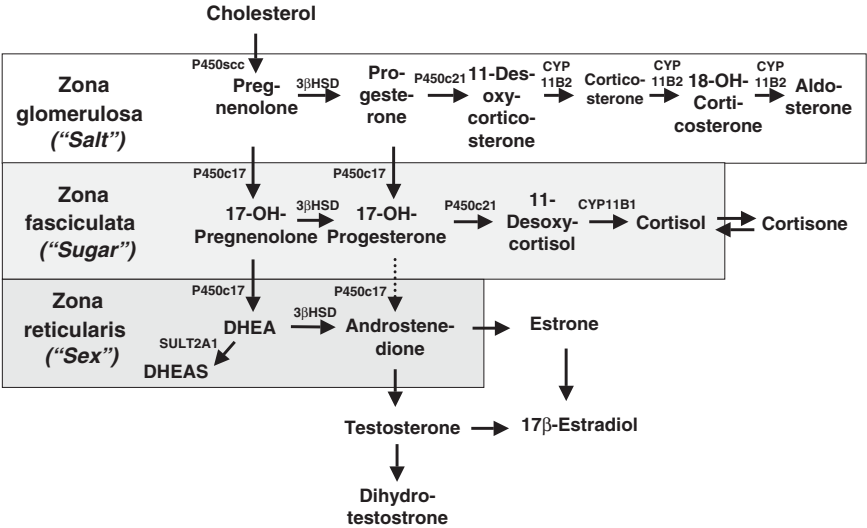 Cholesterol
P450scc
Zona
glomerulosa
(“Salt”)
Preg-
nenolone
3βHSD
Pro-
geste-
rone
P450c21
11-Des-
oxy-
cortico-
sterone
CYP
11B2
Cortico-
sterone
CYP
11B2
18-OH-
Corti-
costerone
CYP
11B2
Aldo-
sterone
P450c17
P450c17
Zona
fasciculata
(“Sugar”)
17-OH-
Pregnenolone
3βHSD
17-OH-
Progesterone
P450c21
11-
Desoxy-
cortisol
CYP11B1
Cortisol
Cortisone
P450c17
P450c17
Zona
reticularis
(“Sex”)
DHEA
3βHSD
Androstene-
dione
Estrone
SULT2A1
DHEAS
Testosterone
17β-Estradiol
Dihydro-
testostrone